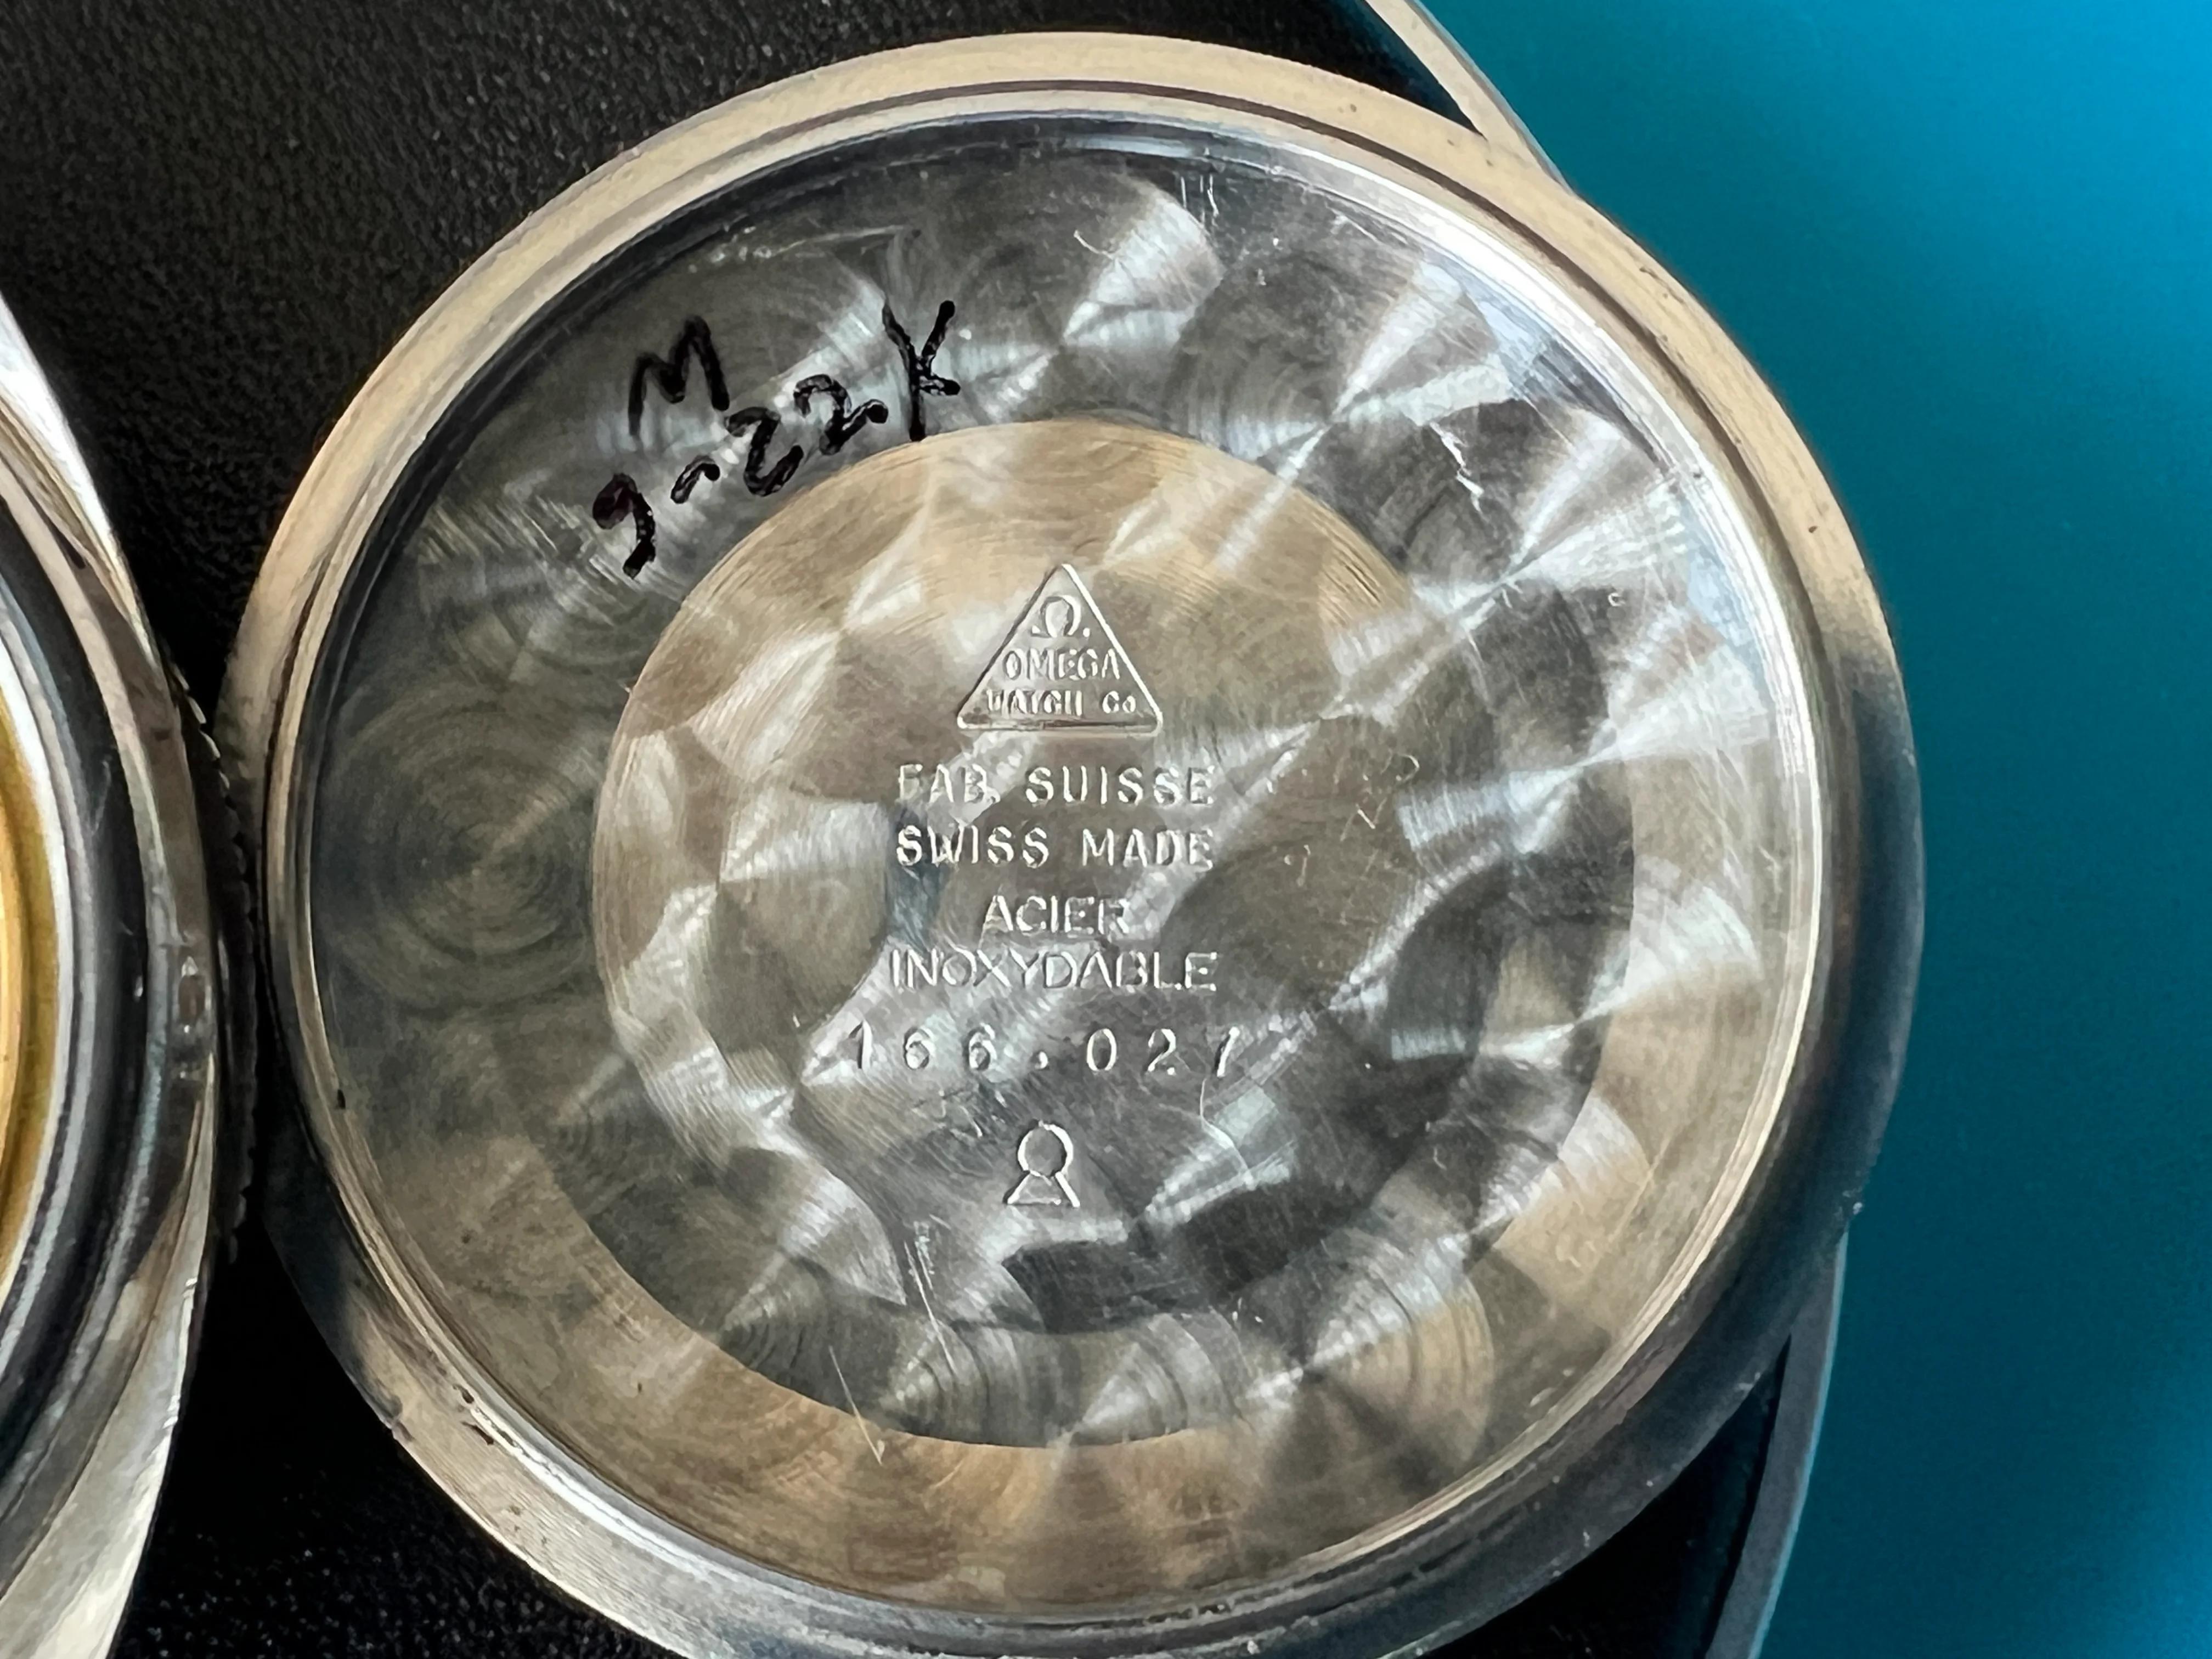 M
9-22K
Ω
OMEGA
WATCH Co
FAB. SUISSE
SWISS MADE
ACIER
INOXYDABLE
166.027